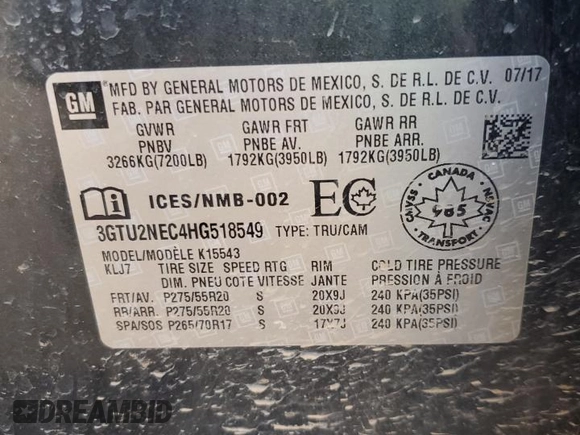 GM
MFD BY GENERAL MOTORS DE MEXICO, S. DE R.L. DE C.V. 07/17
FAB. PAR GENERAL MOTORS DE MEXICO, S. DE R.L. DE C.V.
GVWR GAWR FRT GAWR RR
PNBV PNBE AV. PNBE ARR.
3266KG(7200LB) 1792KG(3950LB) 1792KG(3950LB)
i ICES/NMB-002 EC CANADA
CMVSS 965 NSVAC
TRANSPORT
3GTU2NEC4HG518549 TYPE: TRU/CAM
MODEL/MODÈLE K15543
KLJ7 TIRE SIZE SPEED RTG RIM COLD TIRE PRESSURE
DIM. PNEU COTE VITESSE JANTE PRESSION À FROID
FRT/AV. P275/55R20 S 20X9J 240 KPA(35PSI)
RR/ARR. P275/55R20 S 20X9J 240 KPA(35PSI)
SPA/SOS P265/70R17 S 17X7J 240 KPA(35PSI)
DREAMBID